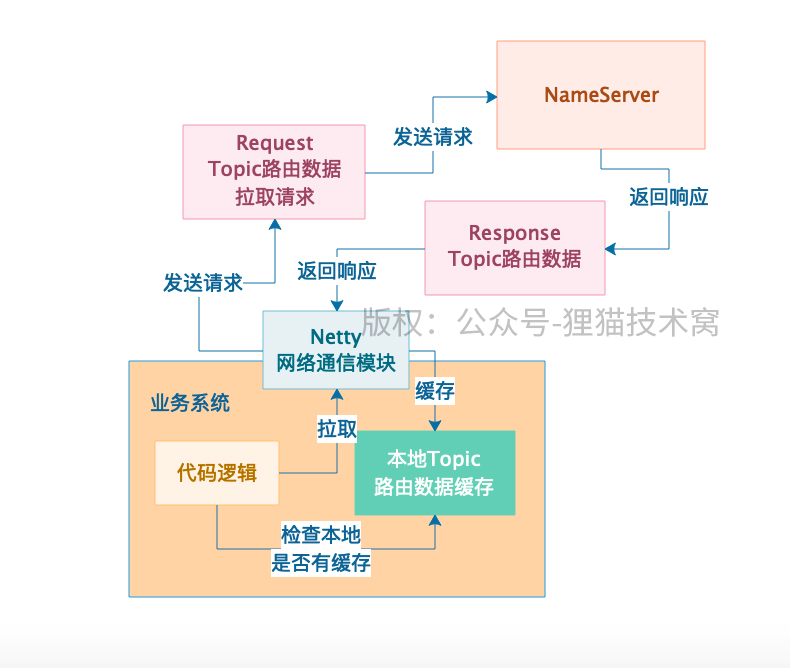 NameServer
发送请求
Request
Topic路由数据
拉取请求
返回响应
Response
Topic路由数据
返回响应
发送请求
版权：公众号-狸猫技术窝
Netty
网络通信模块
缓存
业务系统
拉取
本地Topic
路由数据缓存
代码逻辑
检查本地
是否有缓存